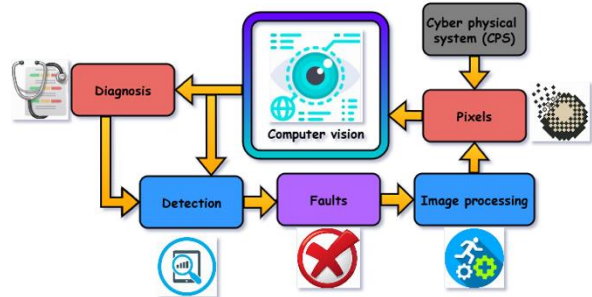 Cyber physical
system (CPS)
Diagnosis
Computer vision
Pixels
Detection
Faults
Image processing